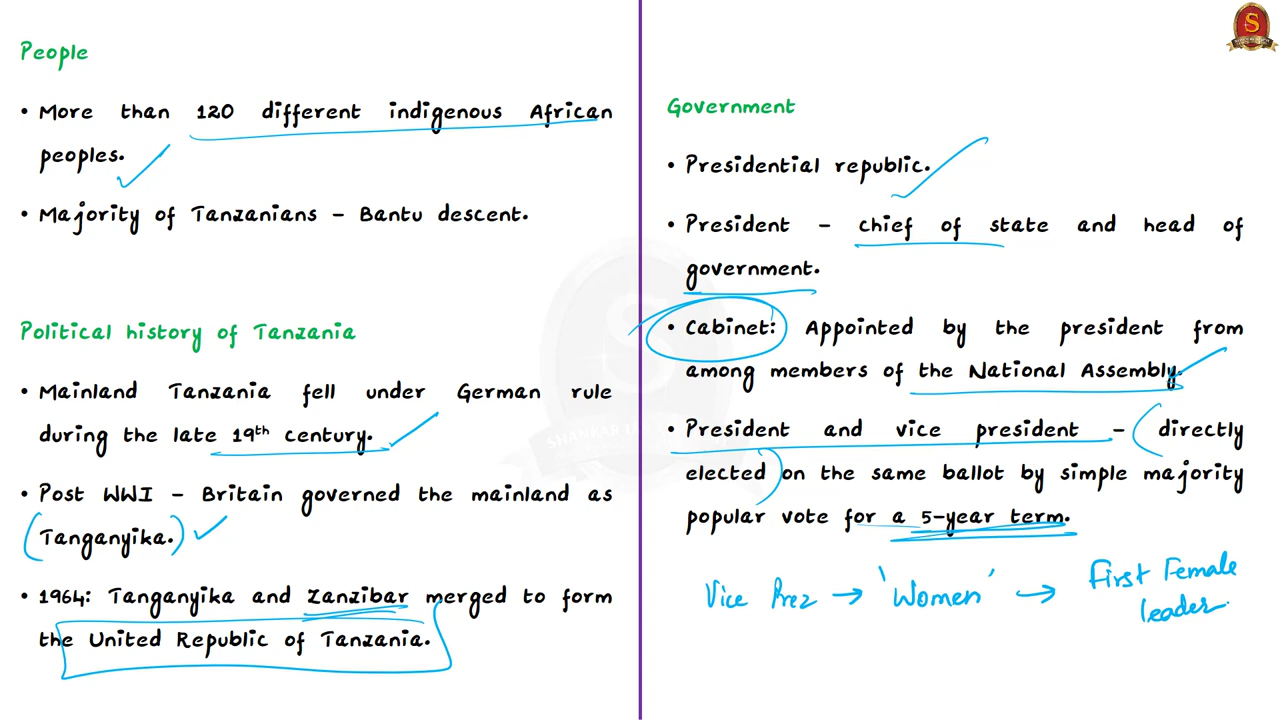 People
• More than 120 different indigenous African
peoples.
• Majority of Tanzanians – Bantu descent.
Political history of Tanzania
• Mainland Tanzania fell under German rule
during the late 19th century.
• Post WWI – Britain governed the mainland as
Tanganyika.
• 1964: Tanganyika and Zanzibar merged to form
the United Republic of Tanzania.
S
Government
• Presidential republic.
• President – chief of state and head of
government.
• Cabinet: Appointed by the president from
among members of the National Assembly.
• President and vice president – (directly
elected) on the same ballot by simple majority
popular vote for a 5-year term.
Vice Prez → 'Women' → First Female
leader.